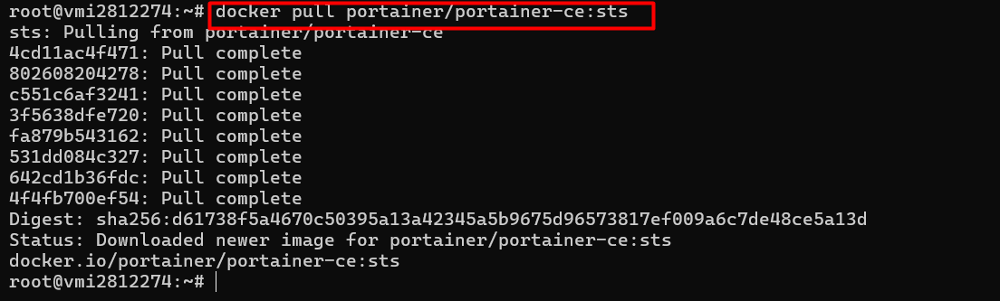 root@vmi2812274:~# docker pull portainer/portainer-ce:sts
sts: Pulling from portainer/portainer-ce
4cd11ac4f471: Pull complete
802608204278: Pull complete
c551c6af3241: Pull complete
3f5638dfe720: Pull complete
fa879b543162: Pull complete
531dd084c327: Pull complete
642cd1b36fdc: Pull complete
4f4fb700ef54: Pull complete
Digest: sha256:d61738f5a4670c50395a13a42345a5b9675d96573817ef009a6c7de48ce5a13d
Status: Downloaded newer image for portainer/portainer-ce:sts
docker.io/portainer/portainer-ce:sts
root@vmi2812274:~#